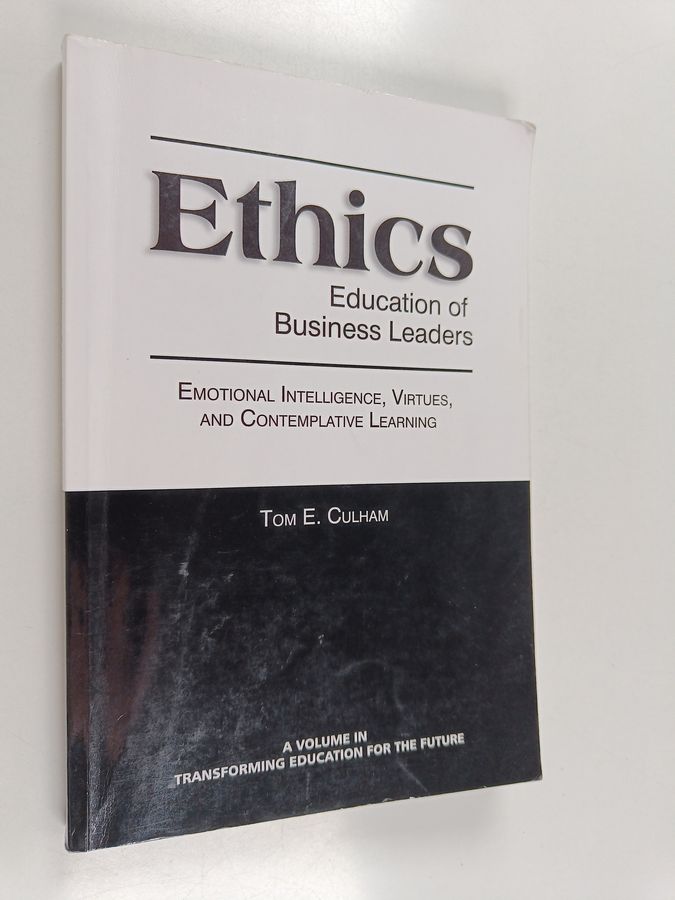 Ethics
Education of
Business Leaders
Emotional Intelligence, Virtues,
and Contemplative Learning
Tom E. Culham
A VOLUME IN
TRANSFORMING EDUCATION FOR THE FUTURE